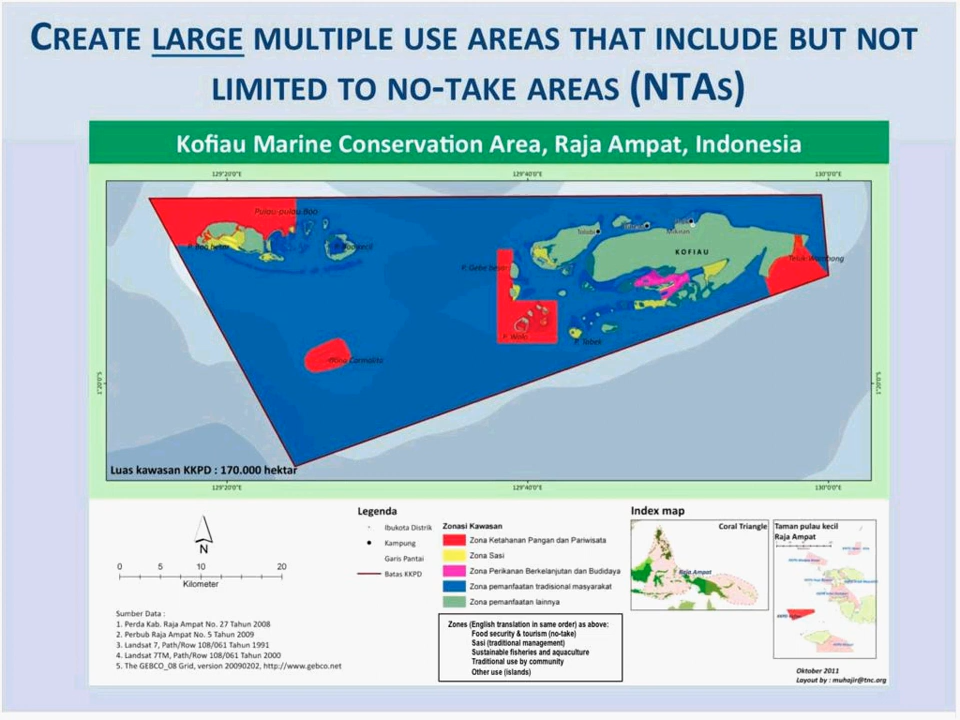 CREATE LARGE MULTIPLE USE AREAS THAT INCLUDE BUT NOT
LIMITED TO NO-TAKE AREAS (NTAS)
Kofiau Marine Conservation Area, Raja Ampat, Indonesia
129°20'0"E 129°40'0"E 130°0'0"E
Pulau-pulau Boo
Tolobi
Mikiran
KOFIAU
P. Gebe besar
P. Walo
P. Tabek
Luas kawasan KKPD : 170.000 hektar
129°20'0"E 129°40'0"E 130°0'0"E
N
0 5 10 20
Kilometer
Sumber Data :
1. Perda Kab. Raja Ampat No. 27 Tahun 2008
2. Perbub Raja Ampat No. 5 Tahun 2009
3. Landsat 7, Path/Row 108/061 Tahun 1991
4. Landsat 7TM, Path/Row 108/061 Tahun 2000
5. The GEBCO_08 Grid, version 20090202, http://www.gebco.net
Legenda
Ibukota Distrik
Kampung
Garis Pantai
Batas KKPD
Zonasi Kawasan
Zona Ketahanan Pangan dan Pariwisata
Zona Sasi
Zona Perikanan Berkelanjutan dan Budidaya
Zona pemanfaatan tradisional masyarakat
Zona pemanfaatan lainnya
Zones (English translation in same order) as above:
Food security & tourism (no-take)
Sasi (traditional management)
Sustainable fisheries and aquaculture
Traditional use by community
Other use (islands)
Index map
Coral Triangle
Raja Ampat
Taman pulau kecil
Raja Ampat
Oktober 2011
Layout by : muhajir@tnc.org